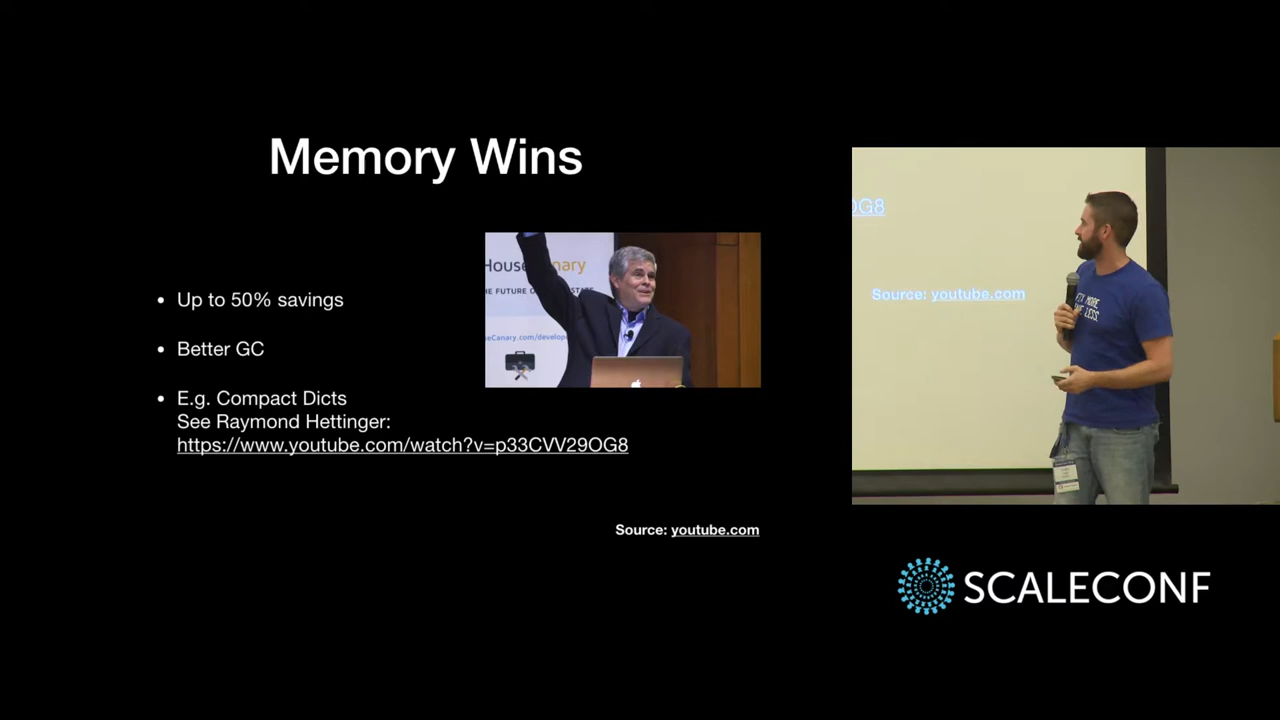 Memory Wins
Up to 50% savings
Better GC
E.g. Compact Dicts
See Raymond Hettinger:
https://www.youtube.com/watch?v=p33CVV29OG8
Source: youtube.com
OG8
Source: youtube.com
SCALECONF